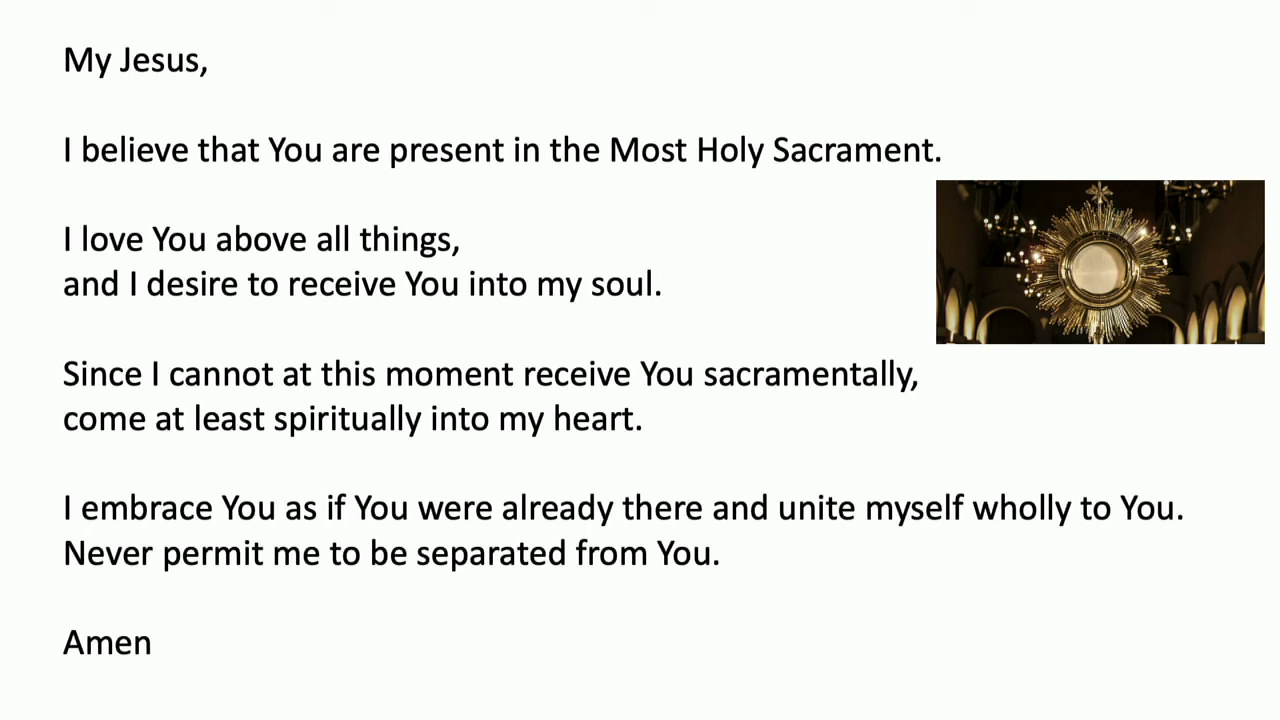 My Jesus,
I believe that You are present in the Most Holy Sacrament.
I love You above all things,
and I desire to receive You into my soul.
Since I cannot at this moment receive You sacramentally,
come at least spiritually into my heart.
I embrace You as if You were already there and unite myself wholly to You.
Never permit me to be separated from You.
Amen